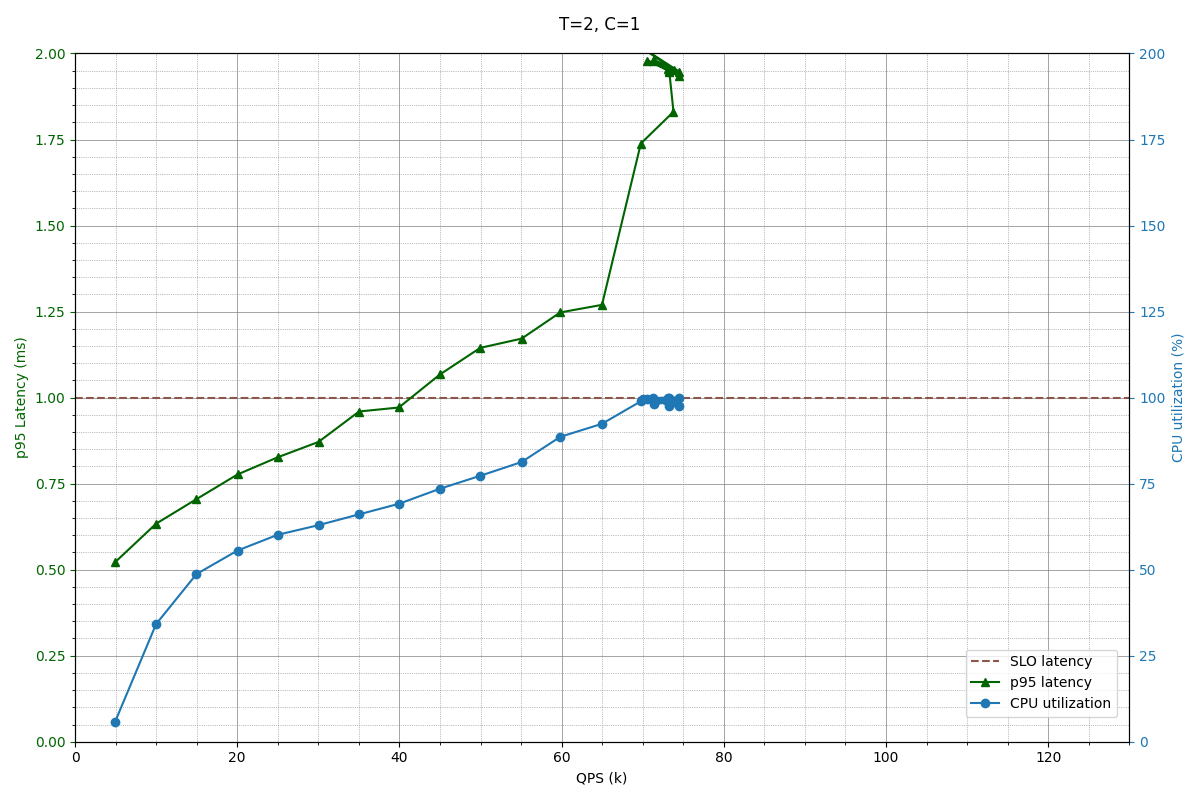 T=2, C=1
2.00
1.75
1.50
1.25
1.00
0.75
0.50
0.25
0.00
p95 Latency (ms)
200
175
150
125
100
75
50
25
0
CPU utilization (%)
SLO latency
p95 latency
CPU utilization
0 20 40 60 80 100 120
QPS (k)